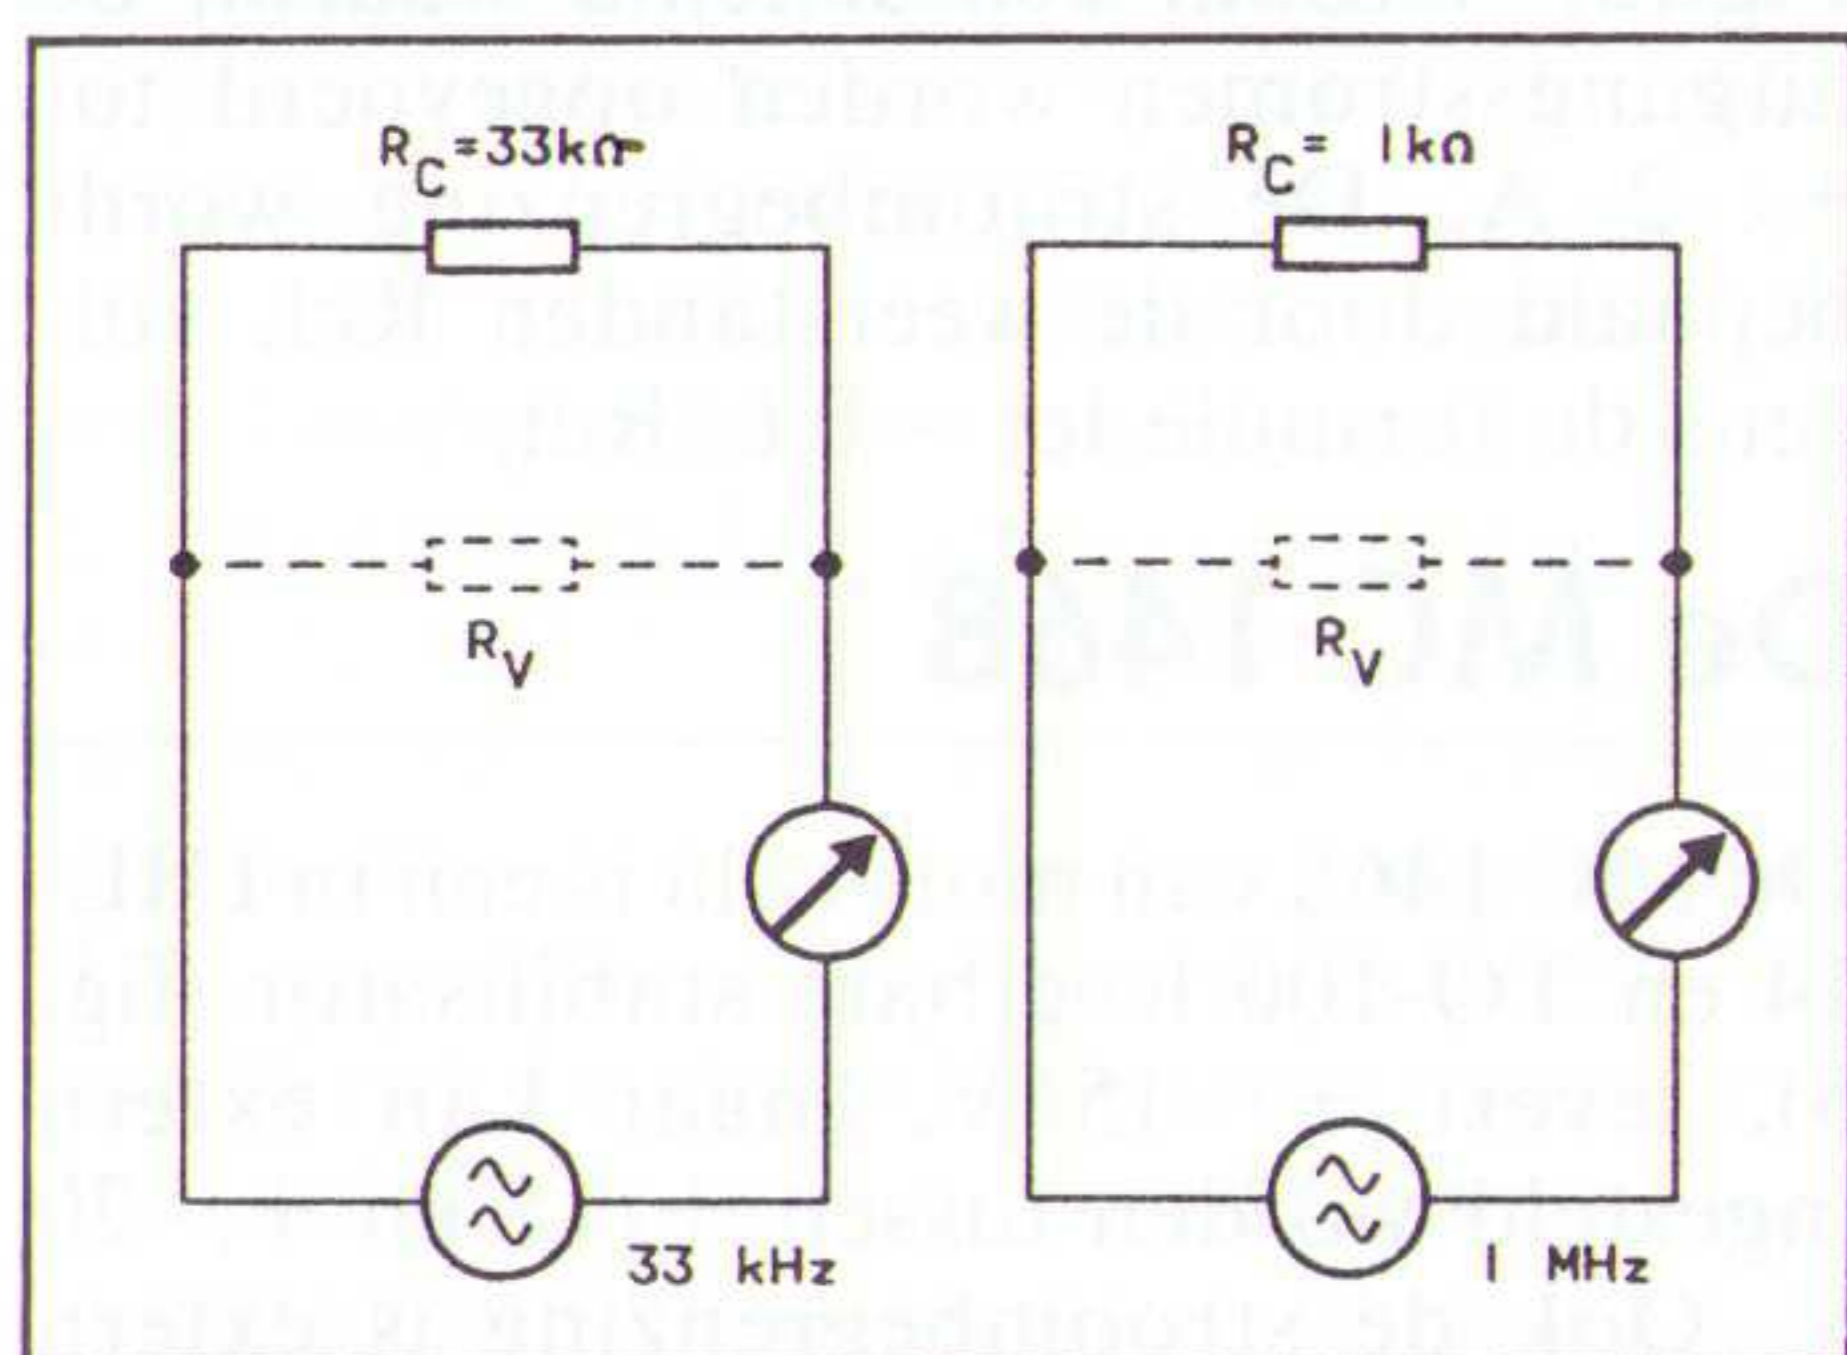 R_C=33kΩ
R_C= 1kΩ
R_V
R_V
33 kHz
1 MHz